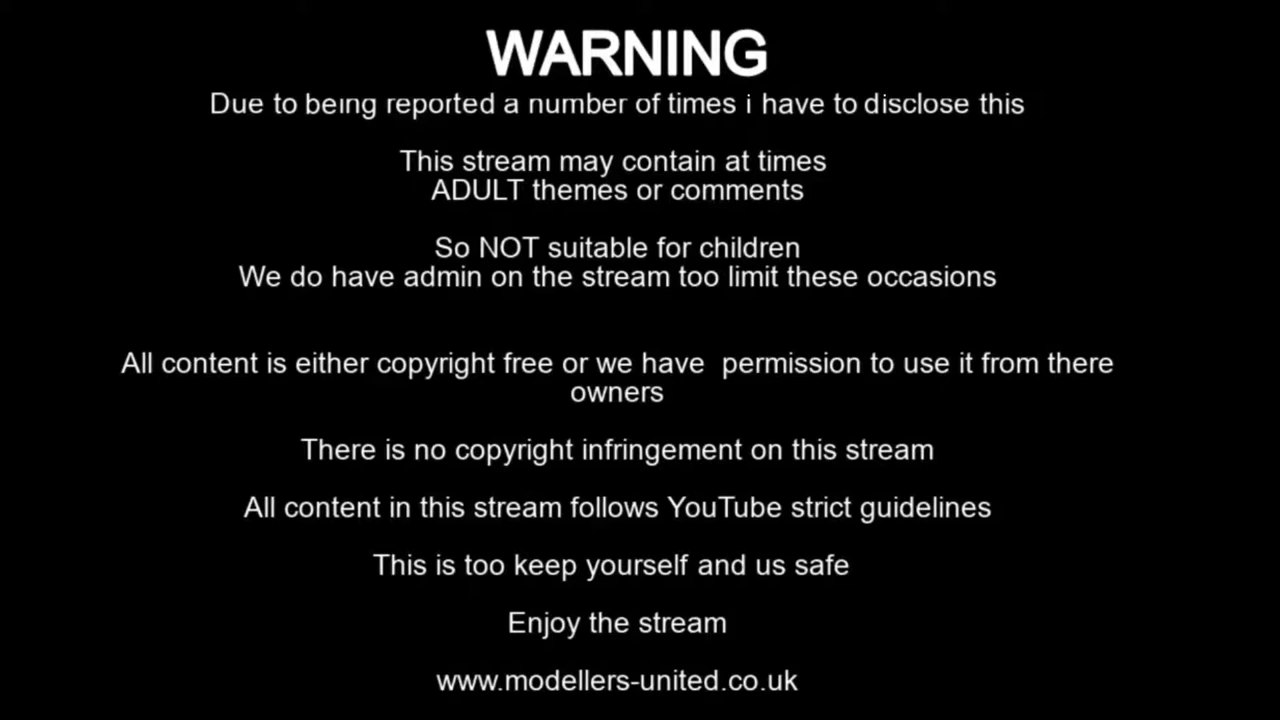 WARNING
Due to being reported a number of times i have to disclose this
This stream may contain at times
ADULT themes or comments
So NOT suitable for children
We do have admin on the stream too limit these occasions
All content is either copyright free or we have  permission to use it from there
owners
There is no copyright infringement on this stream
All content in this stream follows YouTube strict guidelines
This is too keep yourself and us safe
Enjoy the stream
www.modellers-united.co.uk